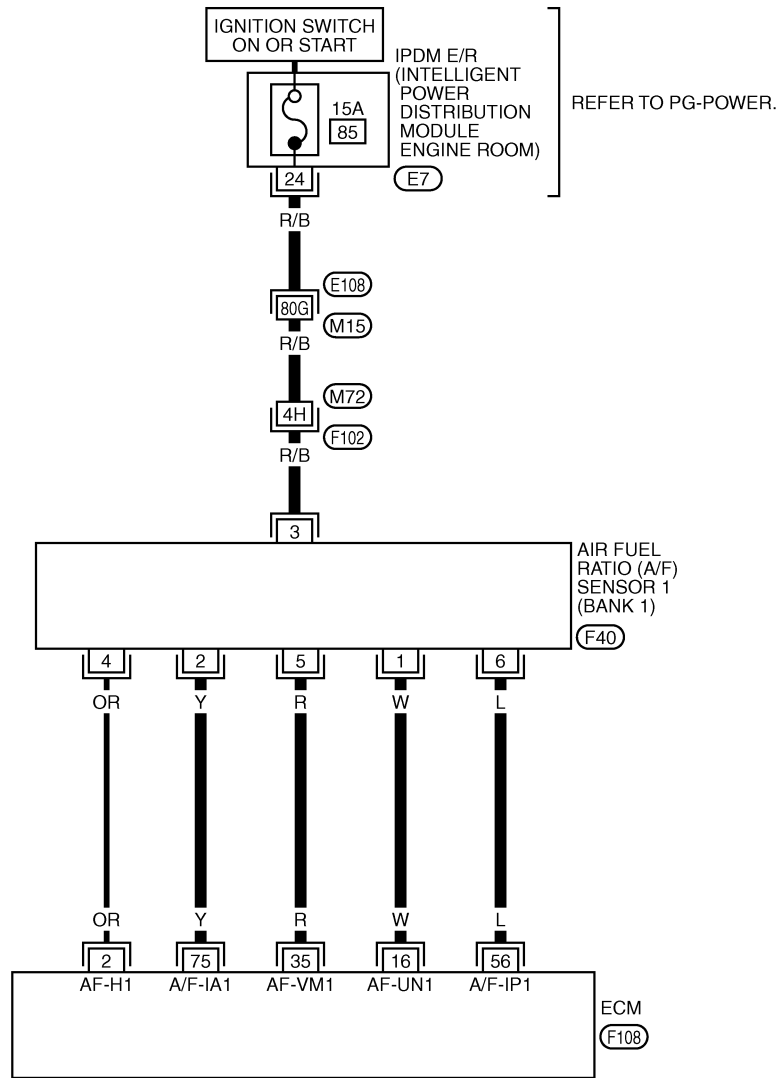 IGNITION SWITCH
ON OR START
IPDM E/R
(INTELLIGENT
POWER
DISTRIBUTION
MODULE
ENGINE ROOM)
REFER TO PG-POWER.
15A
85
24
E7
R/B
E108
80G
M15
R/B
M72
4H
F102
R/B
3
AIR FUEL
RATIO (A/F)
SENSOR 1
(BANK 1)
F40
4 2 5 1 6
OR Y R W L
OR Y R W L
2 75 35 16 56
AF-H1 A/F-IA1 AF-VM1 AF-UN1 A/F-IP1
ECM
F108